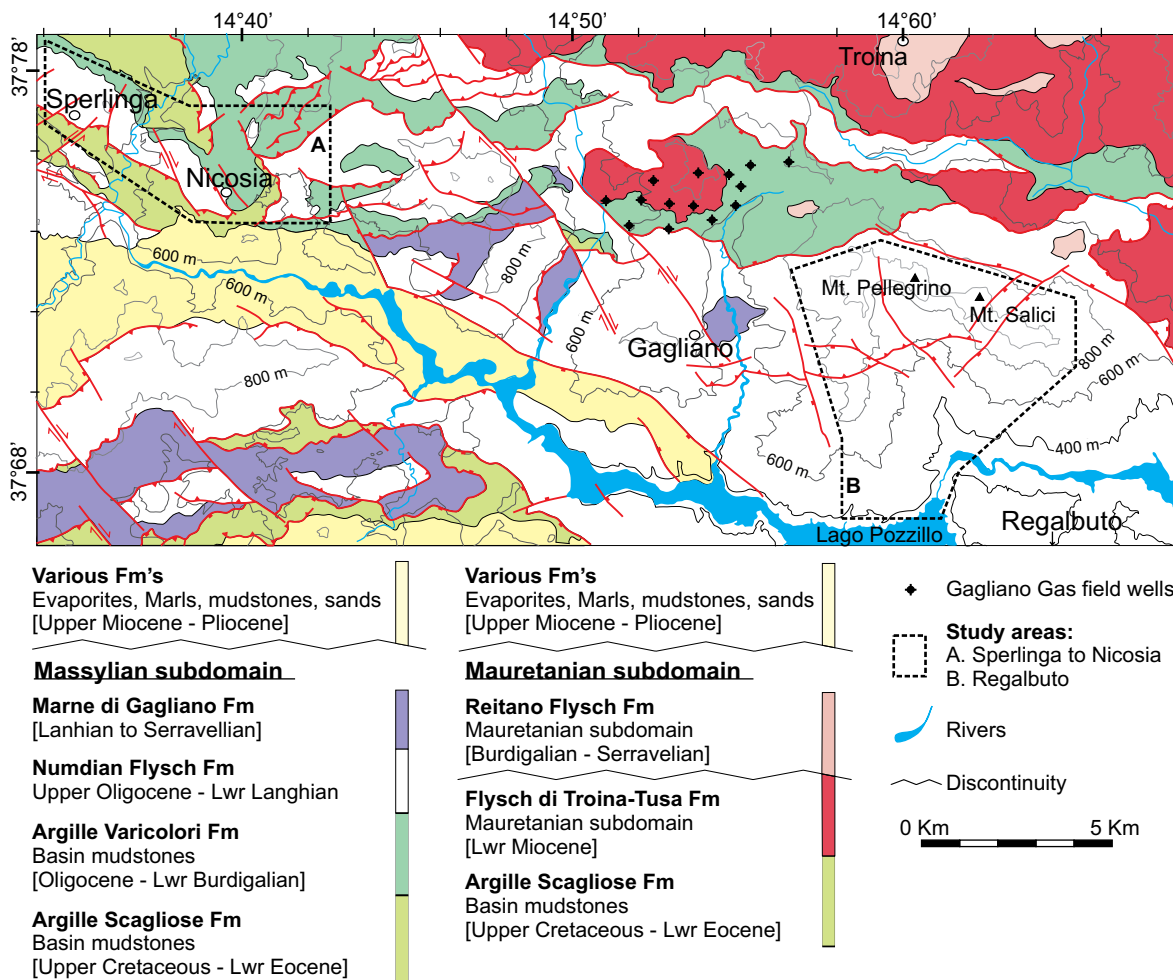 14°40’ 14°50’ 14°60’
37°78’
37°68’
Troina
Sperlinga
A
Nicosia
600 m
600 m
800 m
Mt. Pellegrino
Mt. Salici
600 m
Gagliano
800 m
600 m
800 m
400 m
600 m
B
Regalbuto
Lago Pozzillo
Various Fm's
Evaporites, Marls, mudstones, sands
[Upper Miocene - Pliocene]
Massylian subdomain
Marne di Gagliano Fm
[Lanhian to Serravellian]
Numdian Flysch Fm
Upper Oligocene - Lwr Langhian
Argille Varicolori Fm
Basin mudstones
[Oligocene - Lwr Burdigalian]
Argille Scagliose Fm
Basin mudstones
[Upper Cretaceous - Lwr Eocene]
Various Fm's
Evaporites, Marls, mudstones, sands
[Upper Miocene - Pliocene]
Mauretanian subdomain
Reitano Flysch Fm
Mauretanian subdomain
[Burdigalian - Serravelian]
Flysch di Troina-Tusa Fm
Mauretanian subdomain
[Lwr Miocene]
Argille Scagliose Fm
Basin mudstones
[Upper Cretaceous - Lwr Eocene]
Gagliano Gas field wells
Study areas:
A. Sperlinga to Nicosia
B. Regalbuto
Rivers
Discontinuity
0 Km 5 Km